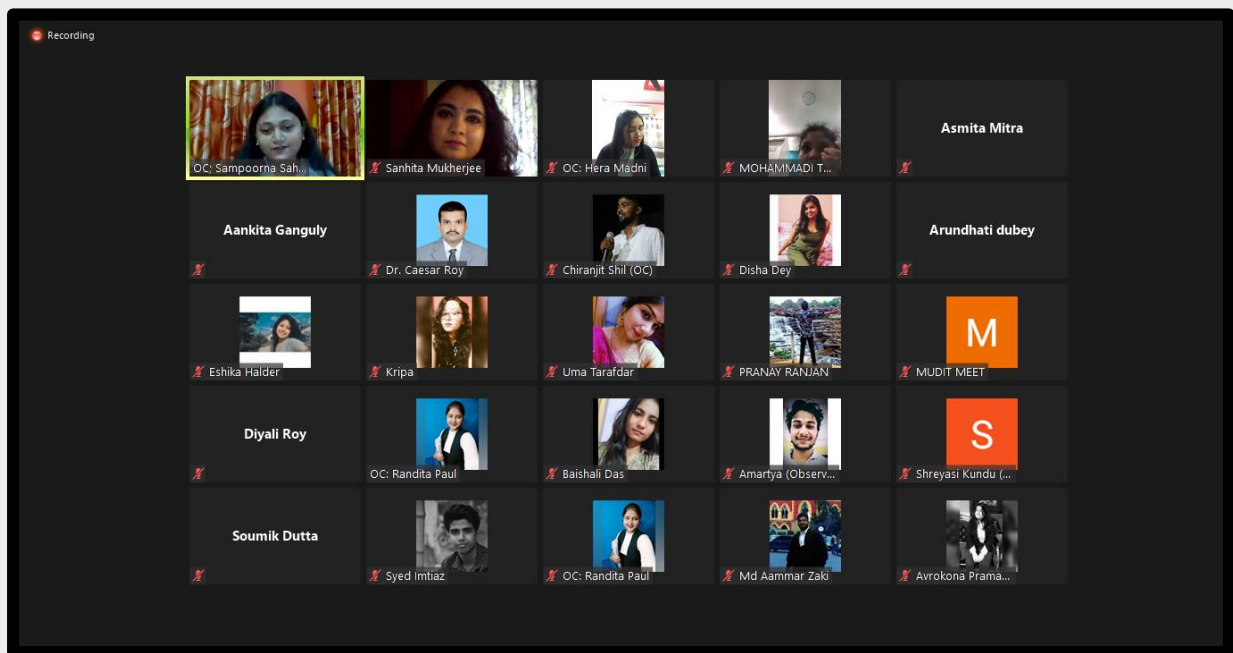 Recording
OC; Sampoorna Sah...
Sanhita Mukherjee
OC: Hera Madni
MOHAMMADI T...
Asmita Mitra
Aankita Ganguly
Dr. Caesar Roy
Chiranjit Shil (OC)
Disha Dey
Arundhati dubey
Eshika Halder
Kripa
Uma Tarafdar
PRANAY RANJAN
M
MUDIT MEET
Diyali Roy
OC: Randita Paul
Baishali Das
Amartya (Observ...
S
Shreyasi Kundu (...
Soumik Dutta
Syed Imtiaz
OC: Randita Paul
Md Aammar Zaki
Avrokona Prama...